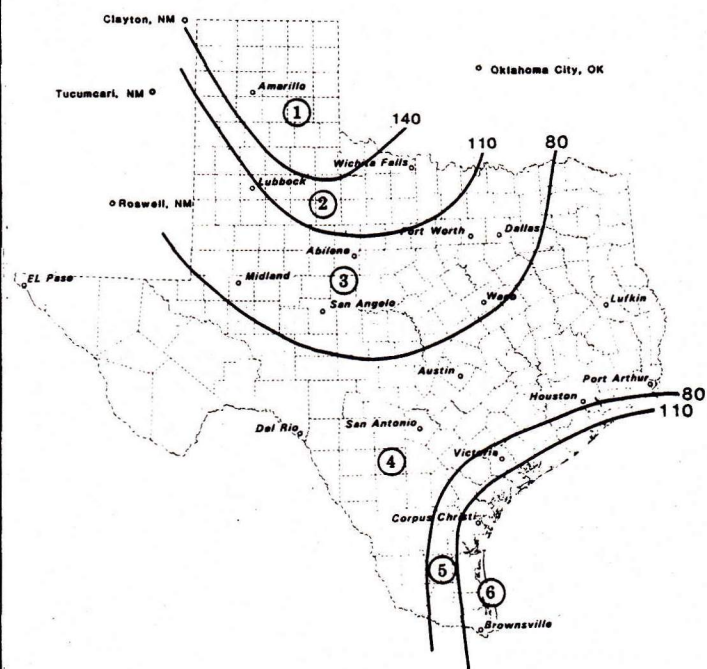 Clayton, NM
Oklahoma City, OK
Tucumcari, NM
Amarillo
1
140
110
80
Wichita Falls
Lubbock
2
Roswell, NM
Fort Worth
Dallas
Abilene
EL Paso
Midland
3
San Angelo
Waco
Lufkin
Austin
Port Arthur
Houston
80
110
Del Rio
San Antonio
4
Victoria
Corpus Christi
5
6
Brownsville